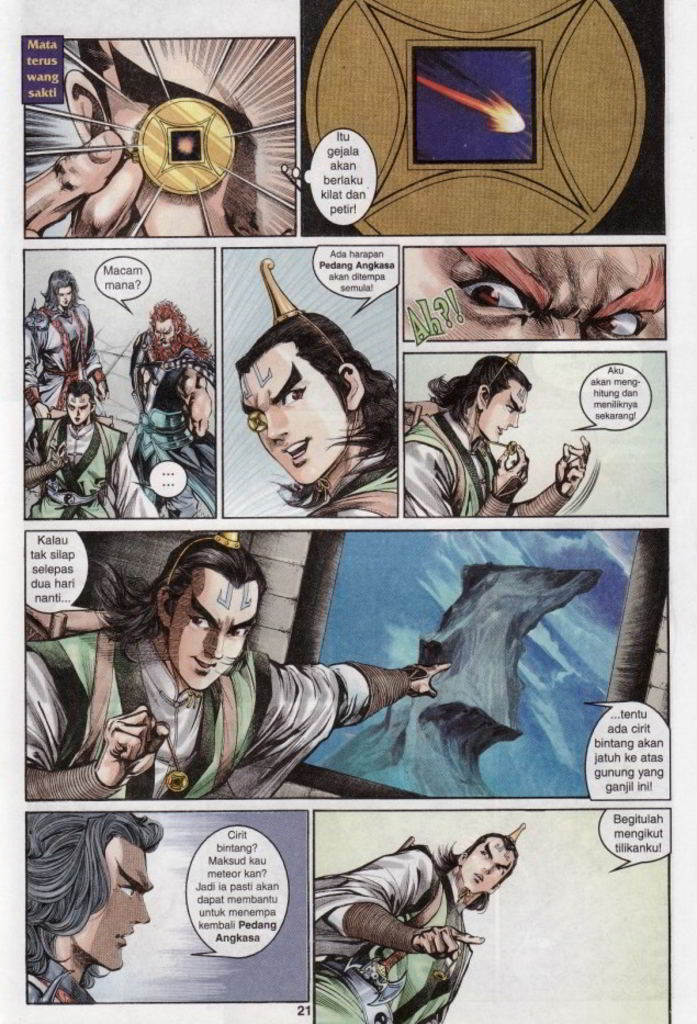 Mata
terus
wang
sakti
Itu
gejala
akan
berlaku
kilat dan
petir!
Macam
mana?
...
...
Ada harapan
Pedang Angkasa
akan ditempa
semula!
Ah?!
Aku
akan meng-
hitung dan
meniliknya
sekarang!
Kalau
tak silap
selepas
dua hari
nanti...
...tentu
ada cirit
bintang akan
jatuh ke atas
gunung yang
ganjil ini!
Cirit
bintang?
Maksud kau
meteor kan?
Jadi ia pasti akan
dapat membantu
untuk menempa
kembali Pedang
Angkasa
Begitulah
mengikut
tilikanku!
21